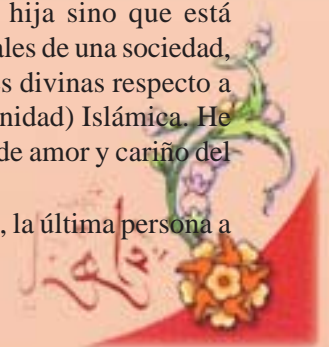 hija sino que está
ales de una sociedad,
s divinas respecto a
nidad) Islámica. He
de amor y cariño del
, la última persona a